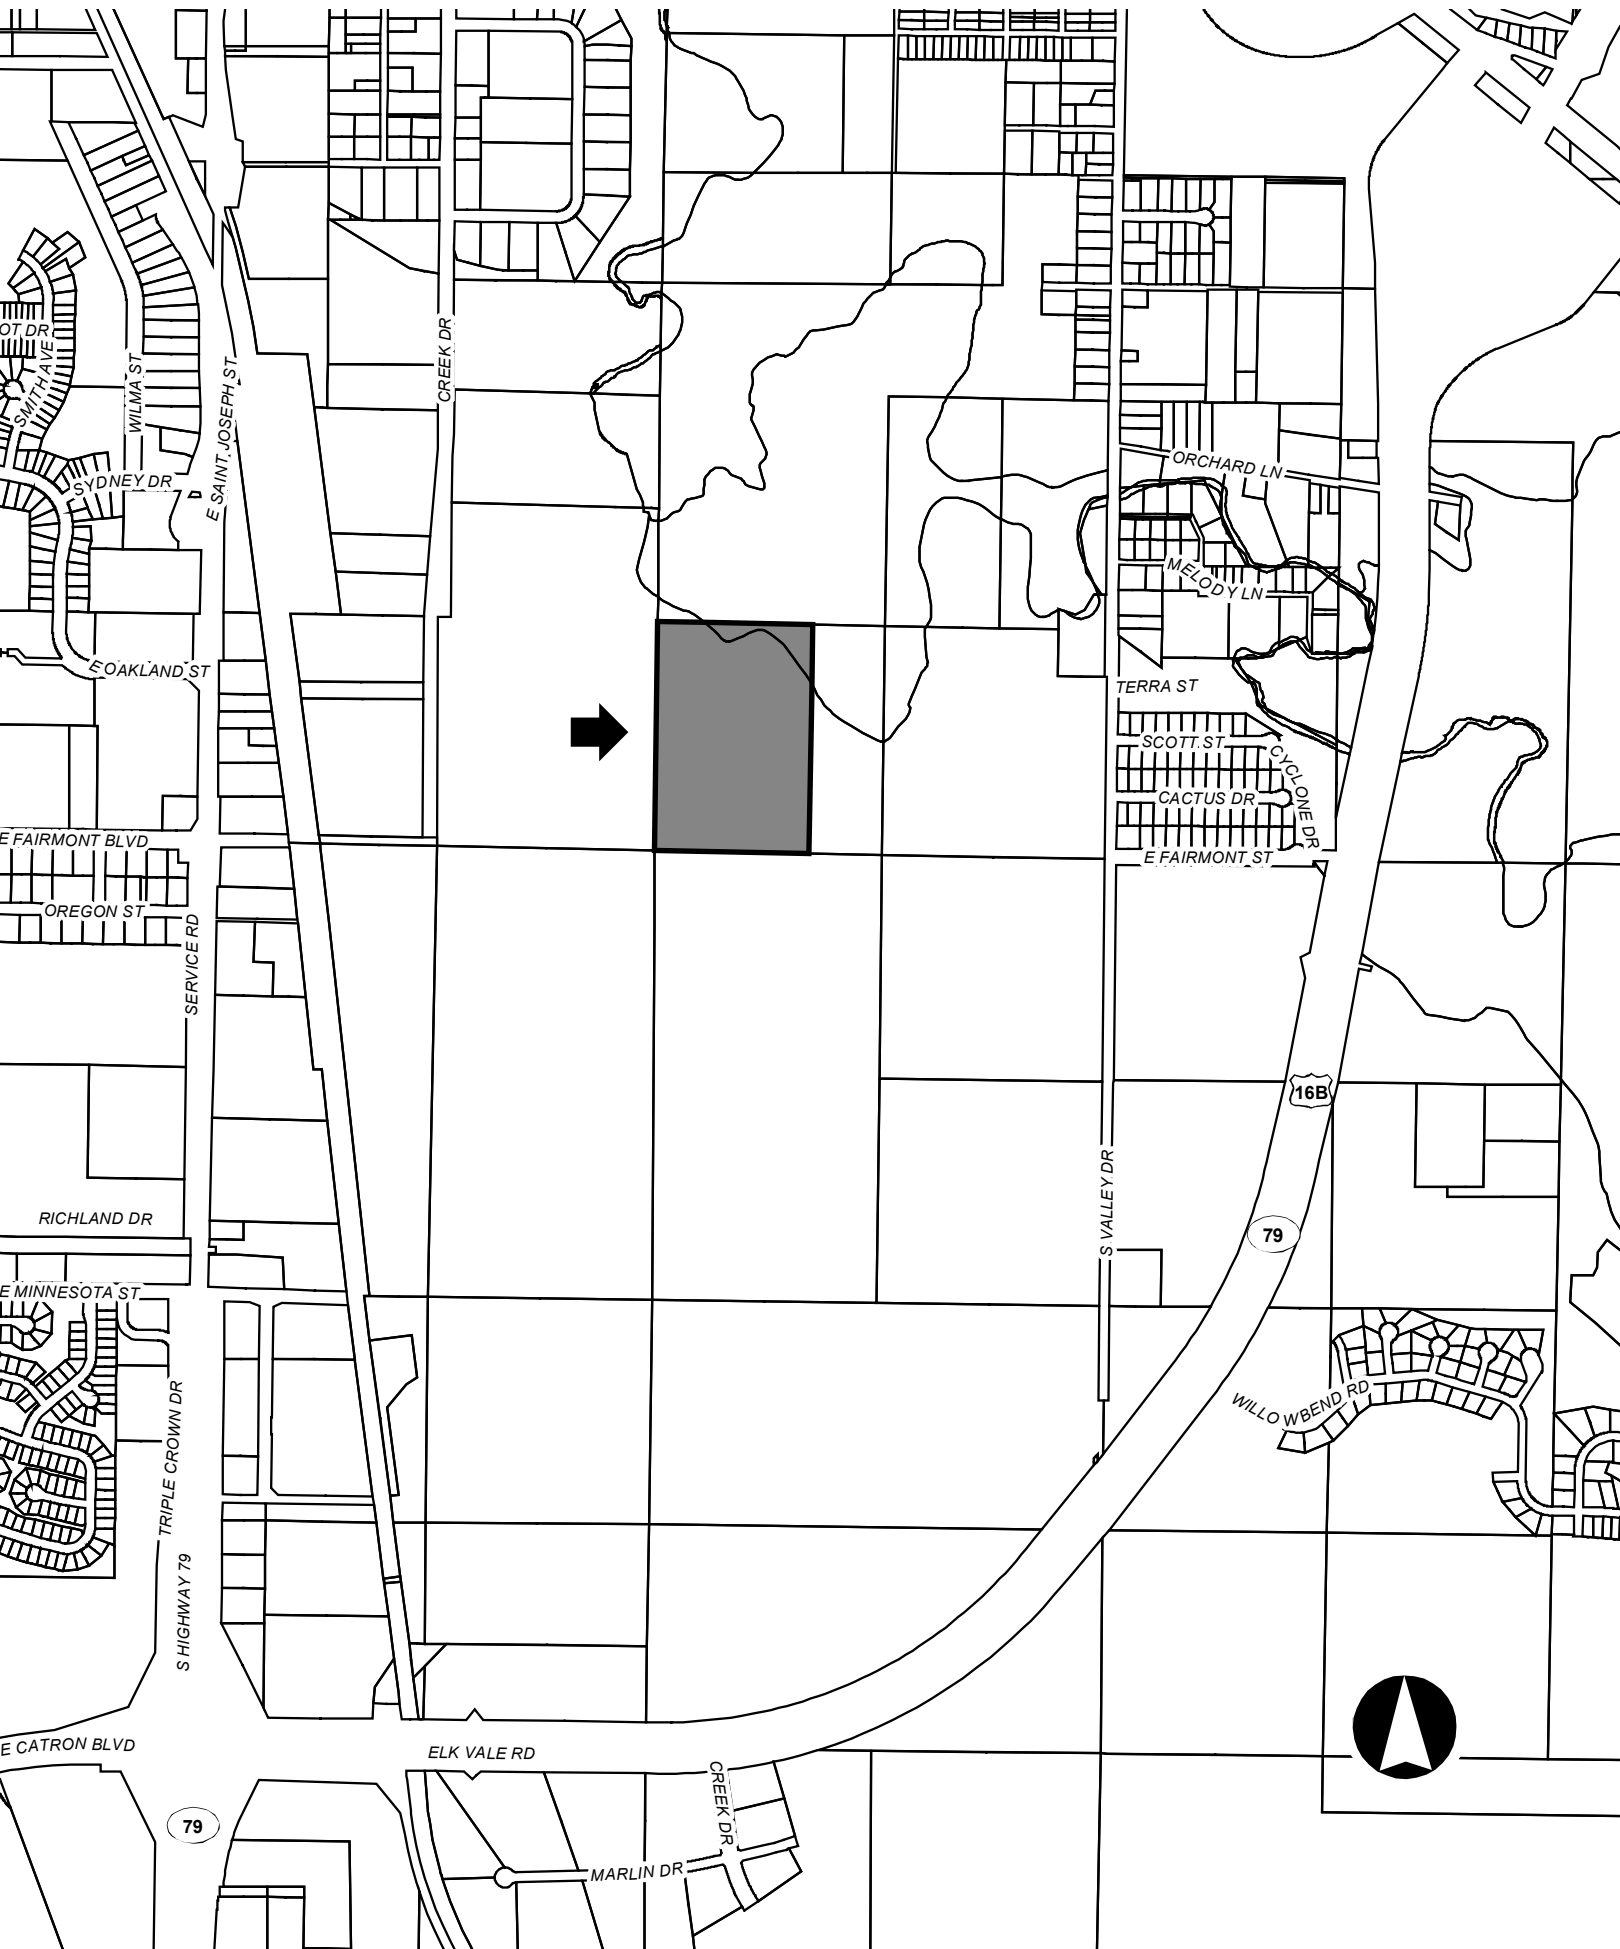 OT DR
SMITH AVE
WILMA ST
E SAINT JOSEPH ST
CREEK DR
SYDNEY DR
ORCHARD LN
MELODY LN
E OAKLAND ST
TERRA ST
SCOTT ST
CYCLONE DR
CACTUS DR
E FAIRMONT BLVD
E FAIRMONT ST
OREGON ST
SERVICE RD
16B
S VALLEY DR
RICHLAND DR
79
E MINNESOTA ST
TRIPLE CROWN DR
WILLOWBEND RD
S HIGHWAY 79
E CATRON BLVD
ELK VALE RD
CREEK DR
79
MARLIN DR